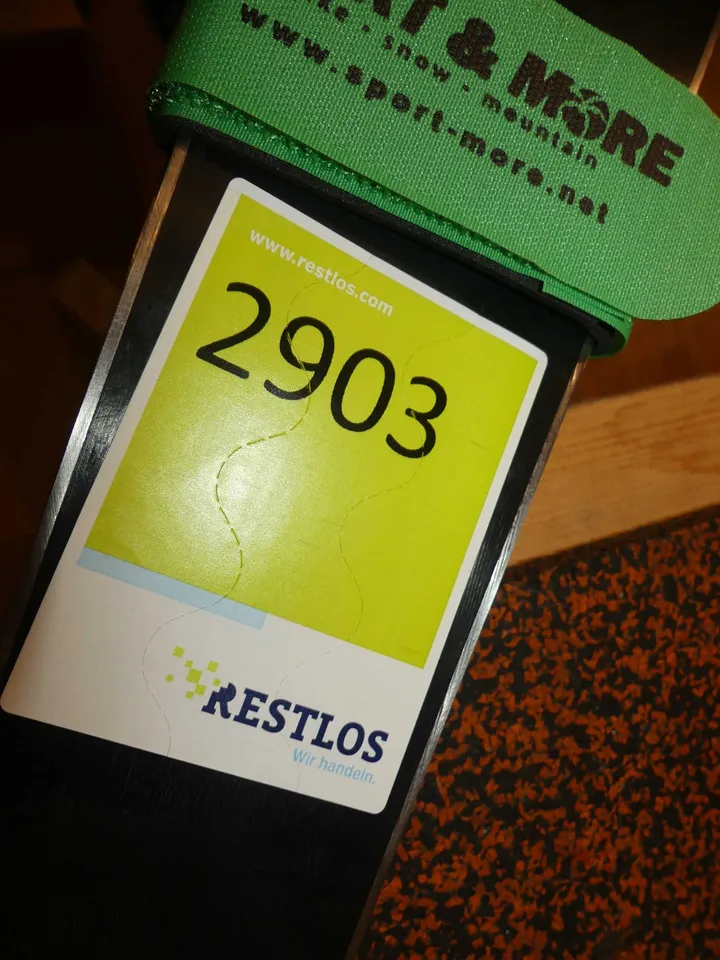 & MORE
snow · mountain
www.sport-more.net
www.restlos.com
2903
RESTLOS
Wir handeln.